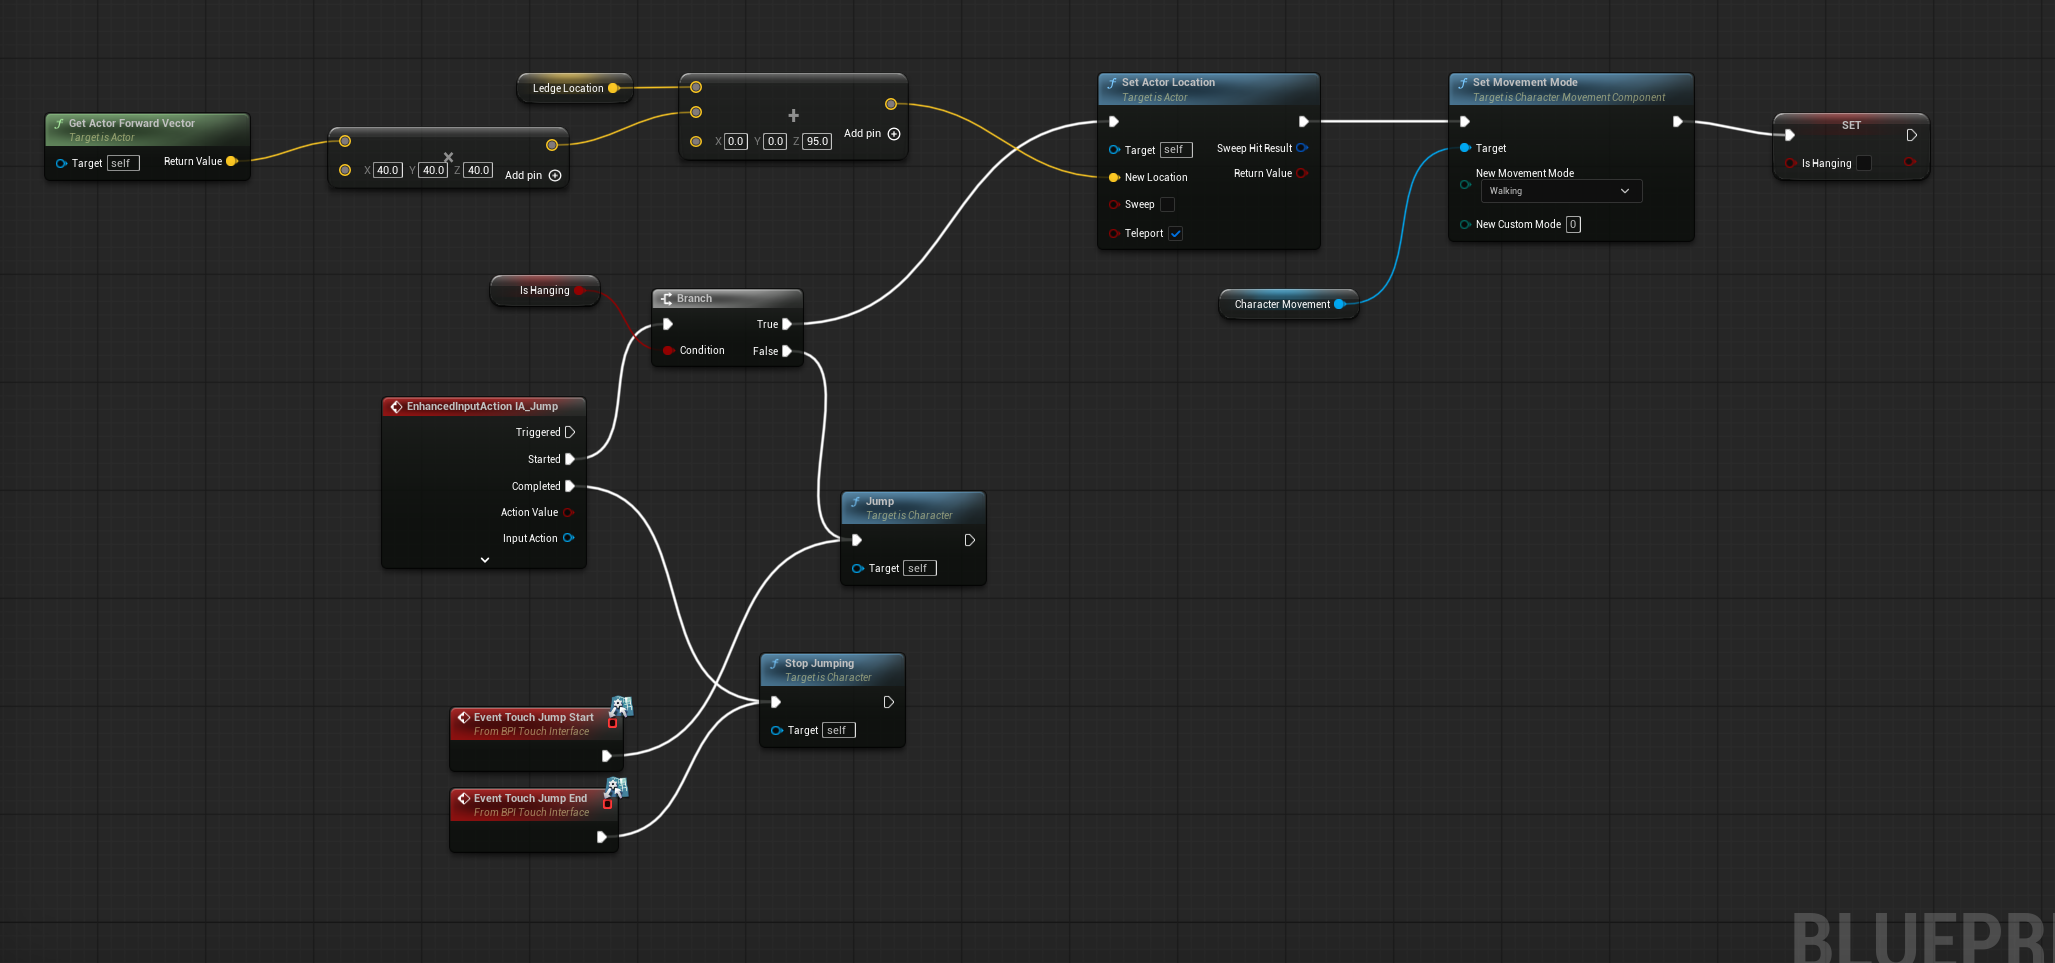 Get Actor Forward Vector
Target is Actor
Target self Return Value
X 40.0 Y 40.0 Z 40.0 Add pin
Ledge Location
X 0.0 Y 0.0 Z 95.0 Add pin
Set Actor Location
Target is Actor
Target self Sweep Hit Result
Return Value
New Location
Sweep
Teleport
Set Movement Mode
Target is Character Movement Component
Target
New Movement Mode
Walking
New Custom Mode 0
SET
Is Hanging
Is Hanging
Branch
True
Condition False
Character Movement
EnhancedInputAction IA_Jump
Triggered
Started
Completed
Action Value
Input Action
Jump
Target is Character
Target self
Stop Jumping
Target is Character
Target self
Event Touch Jump Start
From BPI Touch Interface
Event Touch Jump End
From BPI Touch Interface